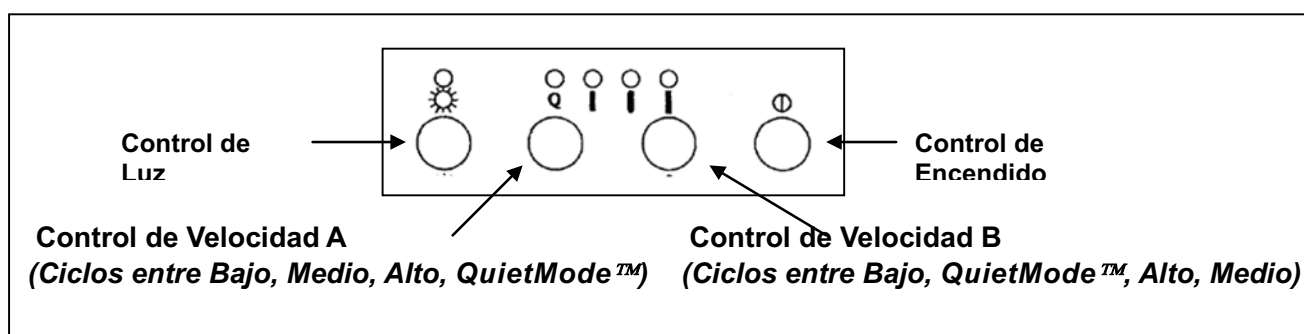 Q
Control de
Luz
Control de
Encendido
Control de Velocidad A
(Ciclos entre Bajo, Medio, Alto, QuietMode™)
Control de Velocidad B
(Ciclos entre Bajo, QuietMode™, Alto, Medio)